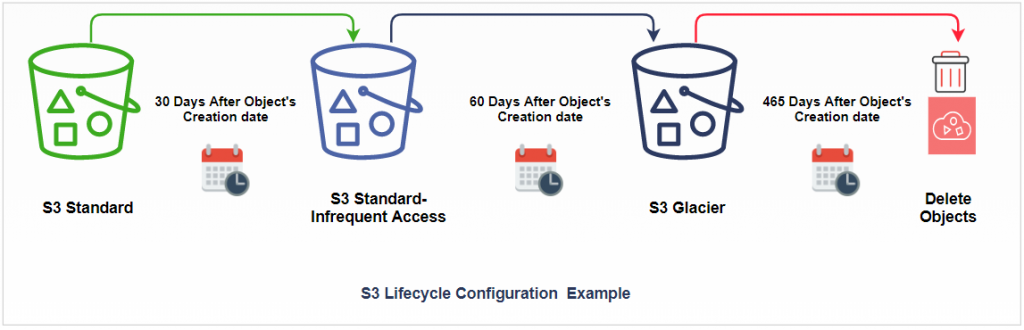 30 Days After Object's
Creation date
60 Days After Object's
Creation date
465 Days After Object's
Creation date
S3 Standard
S3 Standard-
Infrequent Access
S3 Glacier
Delete
Objects
S3 Lifecycle Configuration Example